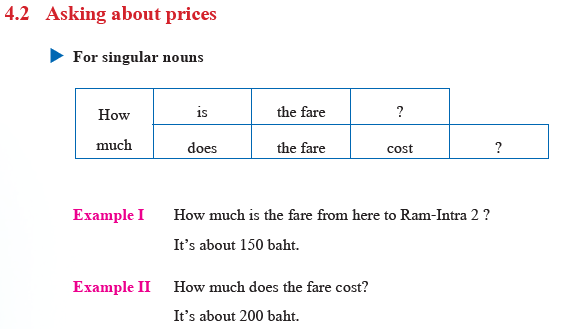 4.2 Asking about prices
For singular nouns
How much
is the fare ?
does the fare cost ?
Example I How much is the fare from here to Ram-Intra 2 ?
It's about 150 baht.
Example II How much does the fare cost?
It's about 200 baht.